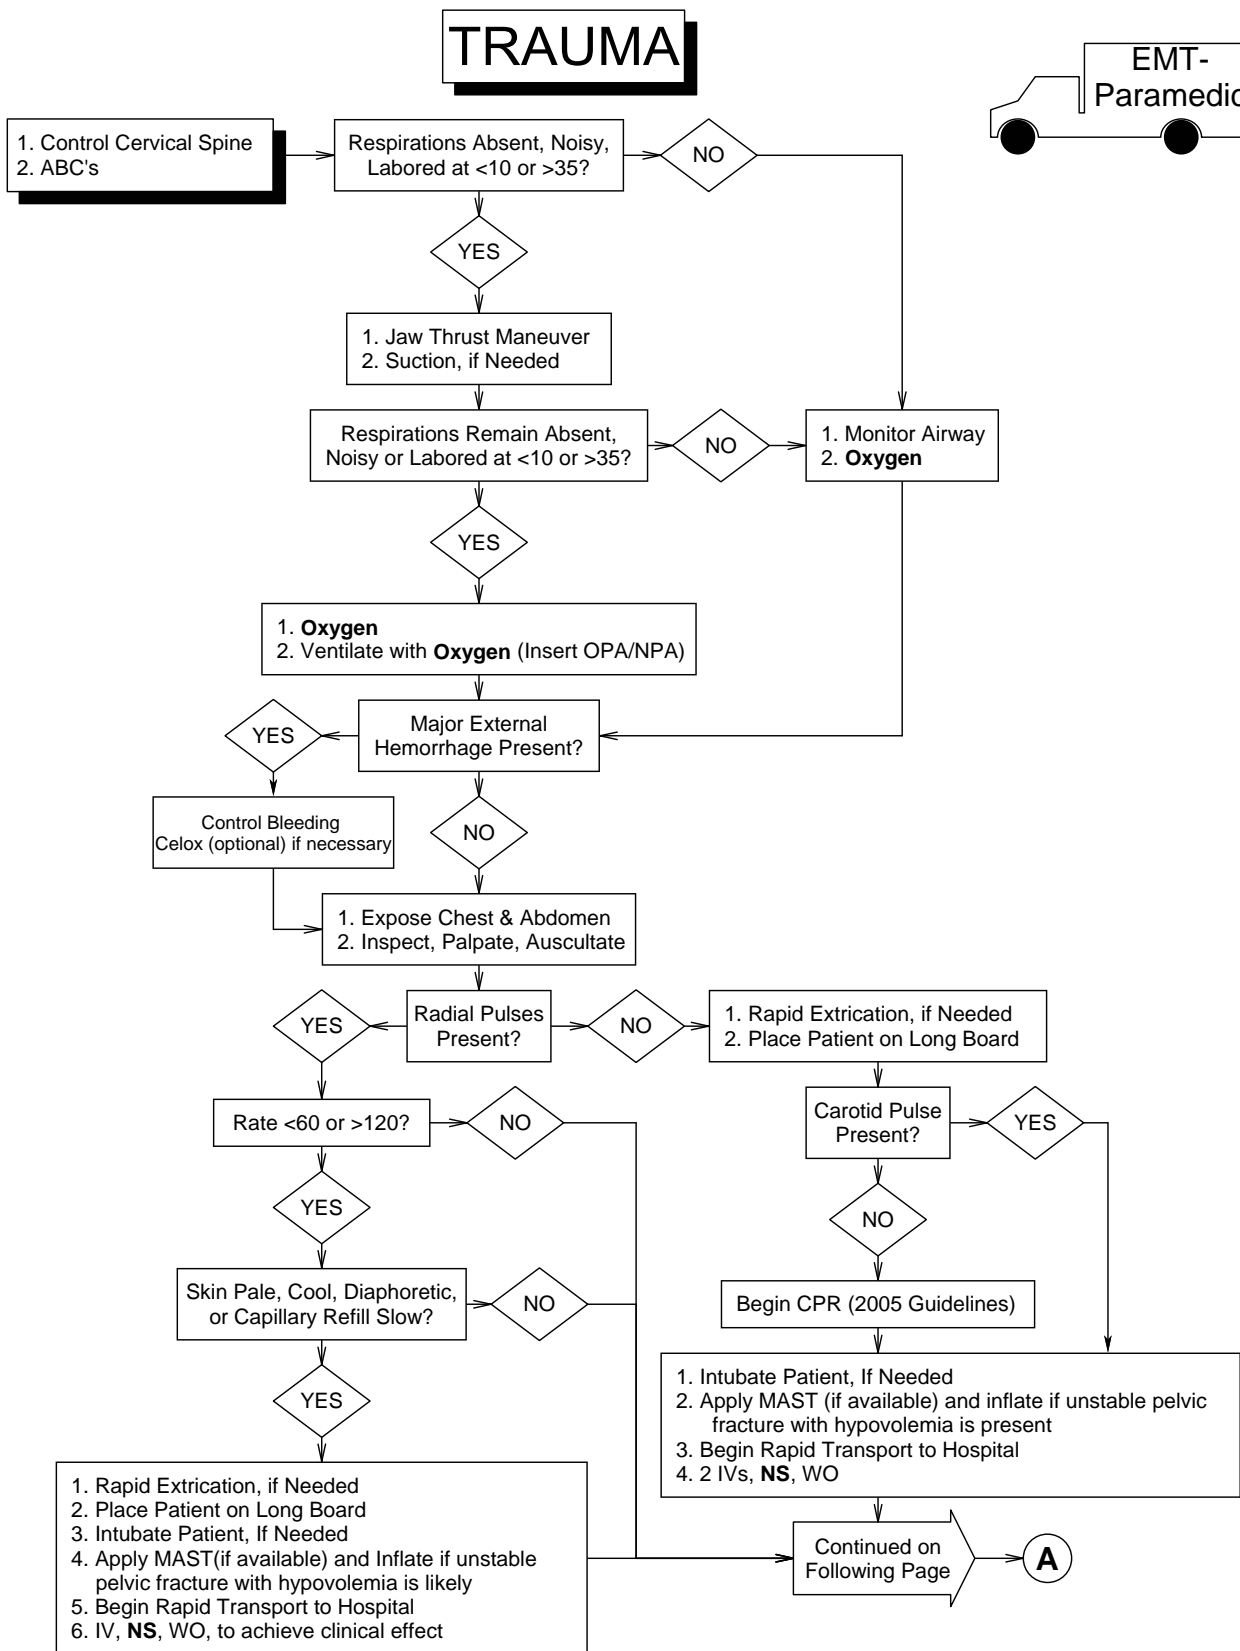 TRAUMA
EMT-
Paramedic
1. Control Cervical Spine
2. ABC's
Respirations Absent, Noisy,
Labored at <10 or >35?
NO
YES
1. Jaw Thrust Maneuver
2. Suction, if Needed
Respirations Remain Absent,
Noisy or Labored at <10 or >35?
NO
1. Monitor Airway
2. Oxygen
YES
1. Oxygen
2. Ventilate with Oxygen (Insert OPA/NPA)
Major External
Hemorrhage Present?
YES
Control Bleeding
Celox (optional) if necessary
NO
1. Expose Chest & Abdomen
2. Inspect, Palpate, Auscultate
Radial Pulses
Present?
YES
NO
1. Rapid Extrication, if Needed
2. Place Patient on Long Board
Rate <60 or >120?
NO
Carotid Pulse
Present?
YES
YES
NO
Skin Pale, Cool, Diaphoretic,
or Capillary Refill Slow?
NO
Begin CPR (2005 Guidelines)
YES
1. Intubate Patient, If Needed
2. Apply MAST (if available) and inflate if unstable pelvic
fracture with hypovolemia is present
3. Begin Rapid Transport to Hospital
4. 2 IVs, NS, WO
1. Rapid Extrication, if Needed
2. Place Patient on Long Board
3. Intubate Patient, If Needed
4. Apply MAST(if available) and Inflate if unstable
pelvic fracture with hypovolemia is likely
5. Begin Rapid Transport to Hospital
6. IV, NS, WO, to achieve clinical effect
Continued on
Following Page
A